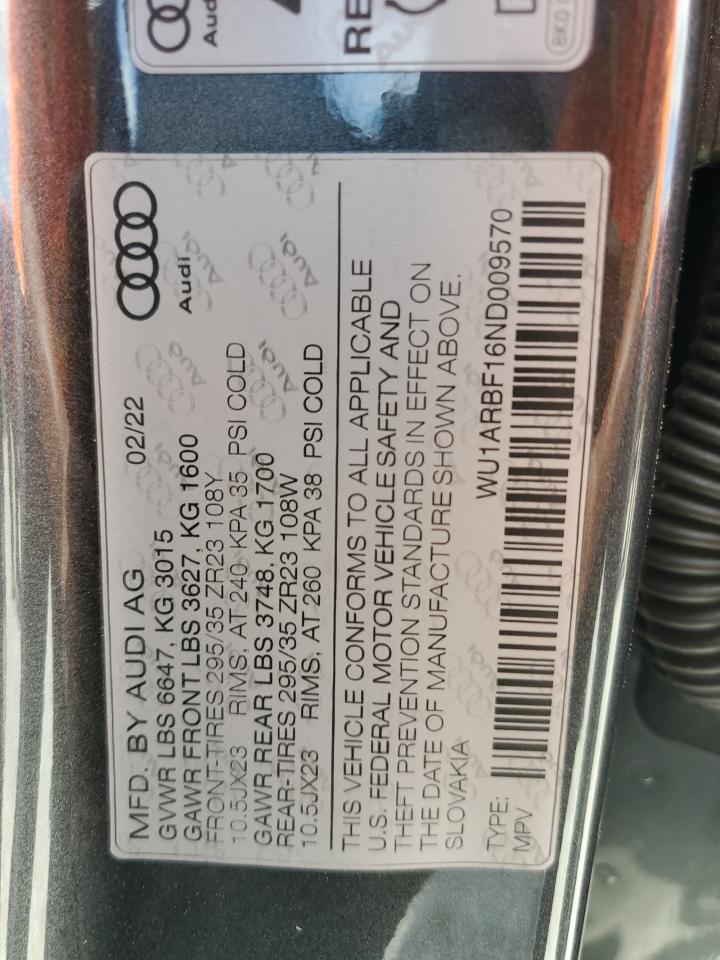 Audi
RE
8K0
Audi
MFD. BY AUDI AG 02/22
GVWR LBS 6647, KG 3015
GAWR FRONT LBS 3627, KG 1600
FRONT-TIRES 295/35 ZR23 108Y
10.5JX23 RIMS, AT 240 KPA 35 PSI COLD
GAWR REAR LBS 3748, KG 1700
REAR-TIRES 295/35 ZR23 108W
10.5JX23 RIMS, AT 260 KPA 38 PSI COLD
THIS VEHICLE CONFORMS TO ALL APPLICABLE
U.S. FEDERAL MOTOR VEHICLE SAFETY AND
THEFT PREVENTION STANDARDS IN EFFECT ON
THE DATE OF MANUFACTURE SHOWN ABOVE.
SLOVAKIA
WU1ARBF16ND009570
TYPE:
MPV